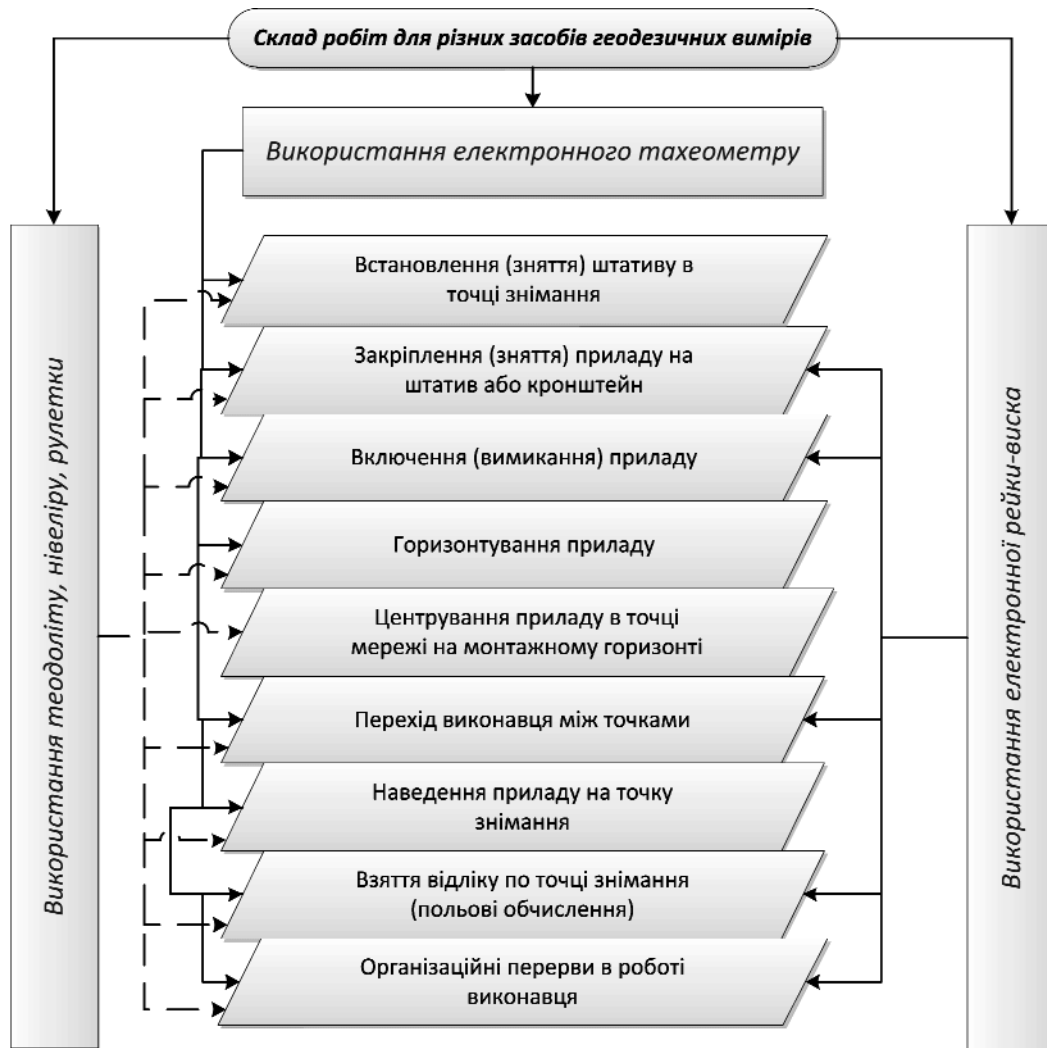 Склад робіт для різних засобів геодезичних вимірів
Використання електронного тахеометру
Використання теодоліту, нівеліру, рулетки
Встановлення (зняття) штативу в
точці знімання
Закріплення (зняття) приладу на
штатив або кронштейн
Включення (вимикання) приладу
Горизонтування приладу
Центрування приладу в точці
мережі на монтажному горизонті
Перехід виконавця між точками
Наведення приладу на точку
знімання
Взяття відліку по точці знімання
(польові обчислення)
Організаційні перерви в роботі
виконавця
Використання електронної рейки-виска